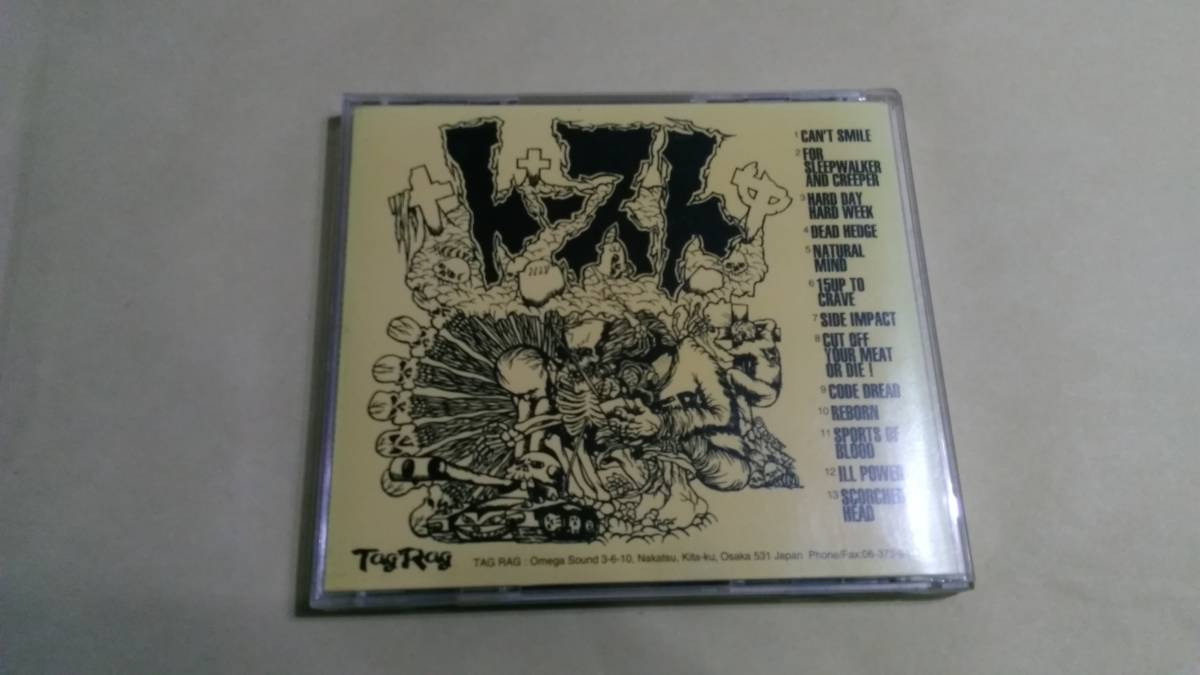 トースト
1 CAN'T SMILE
2 FOR
SLEEPWALKER
AND CREEPER
3 HARD DAY
HARD WEEK
4 DEAD HEDGE
5 NATURAL
MIND
6 15UP TO
CRAVE
7 SIDE IMPACT
8 CUT OFF
YOUR MEAT
OR DIE !
9 CODE DREAD
10 REBORN
11 SPORTS OF
BLOOD
12 ILL POWER
13 SCORCHED
HEAD
Tag Rag
TAG RAG : Omega Sound 3-6-10, Nakatsu, Kita-ku, Osaka 531 Japan Phone/Fax:06-373-